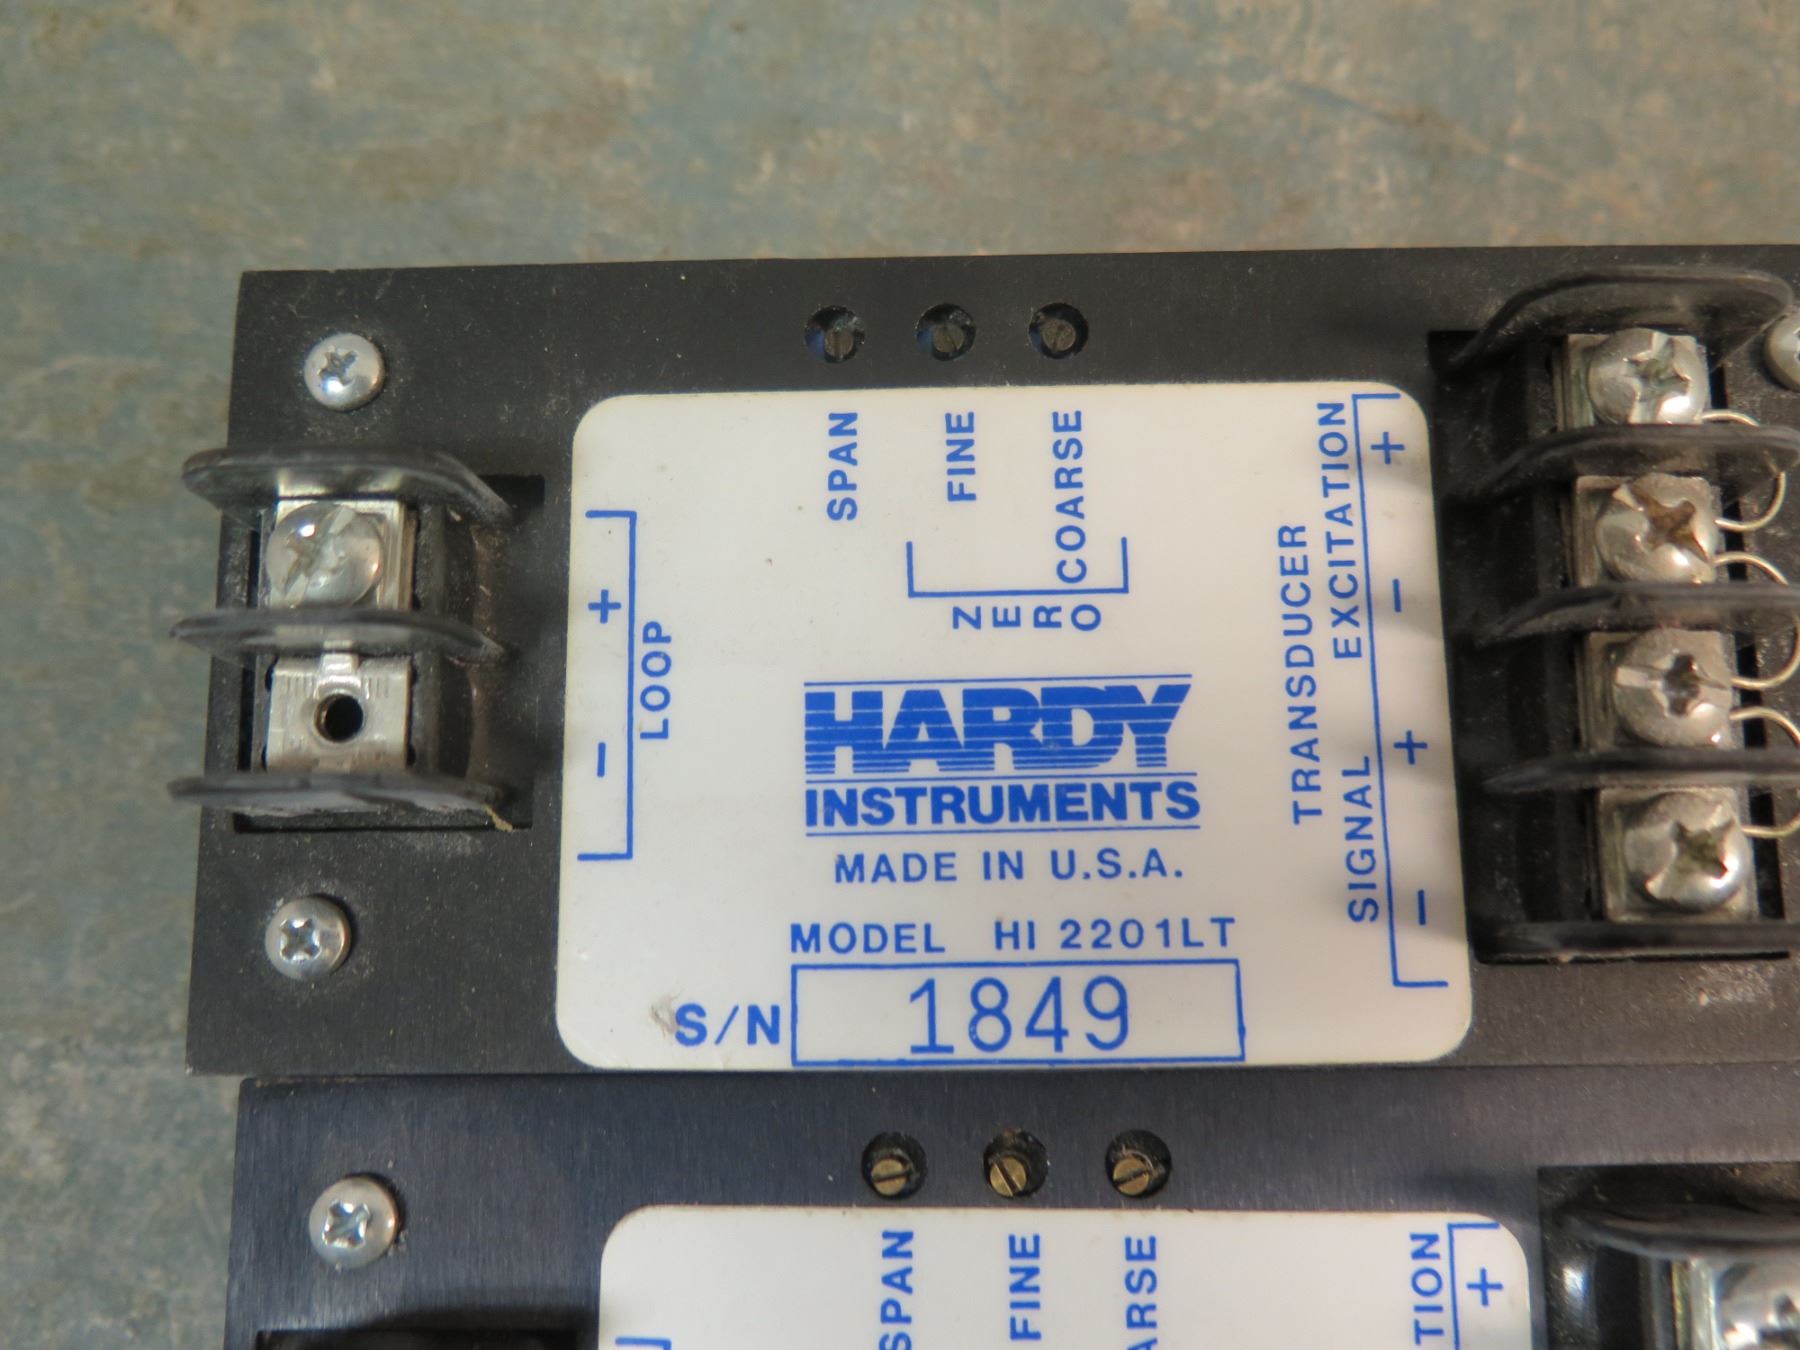 SPAN
FINE
COARSE
ZERO
+
-
LOOP
TRANSDUCER
EXCITATION
SIGNAL
+
-
+
-
HARDY
INSTRUMENTS
MADE IN U.S.A.
MODEL HI 2201LT
S/N 1849
SPAN
FINE
ARSE
TION
+